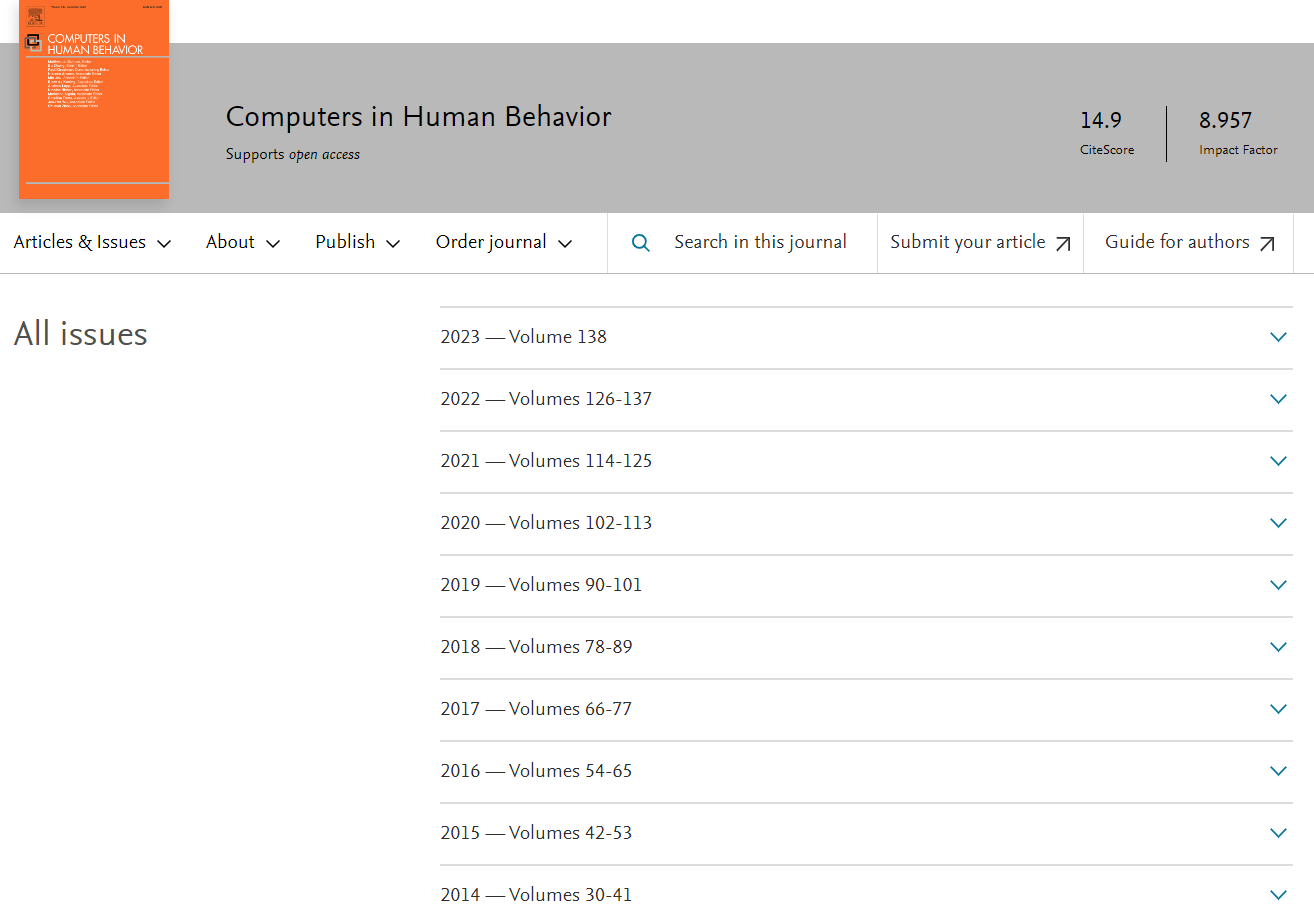 COMPUTERS IN
HUMAN BEHAVIOR
Computers in Human Behavior
Supports open access
14.9
CiteScore
8.957
Impact Factor
Articles & Issues
About
Publish
Order journal
Search in this journal
Submit your article
Guide for authors
All issues
2023 — Volume 138
2022 — Volumes 126-137
2021 — Volumes 114-125
2020 — Volumes 102-113
2019 — Volumes 90-101
2018 — Volumes 78-89
2017 — Volumes 66-77
2016 — Volumes 54-65
2015 — Volumes 42-53
2014 — Volumes 30-41